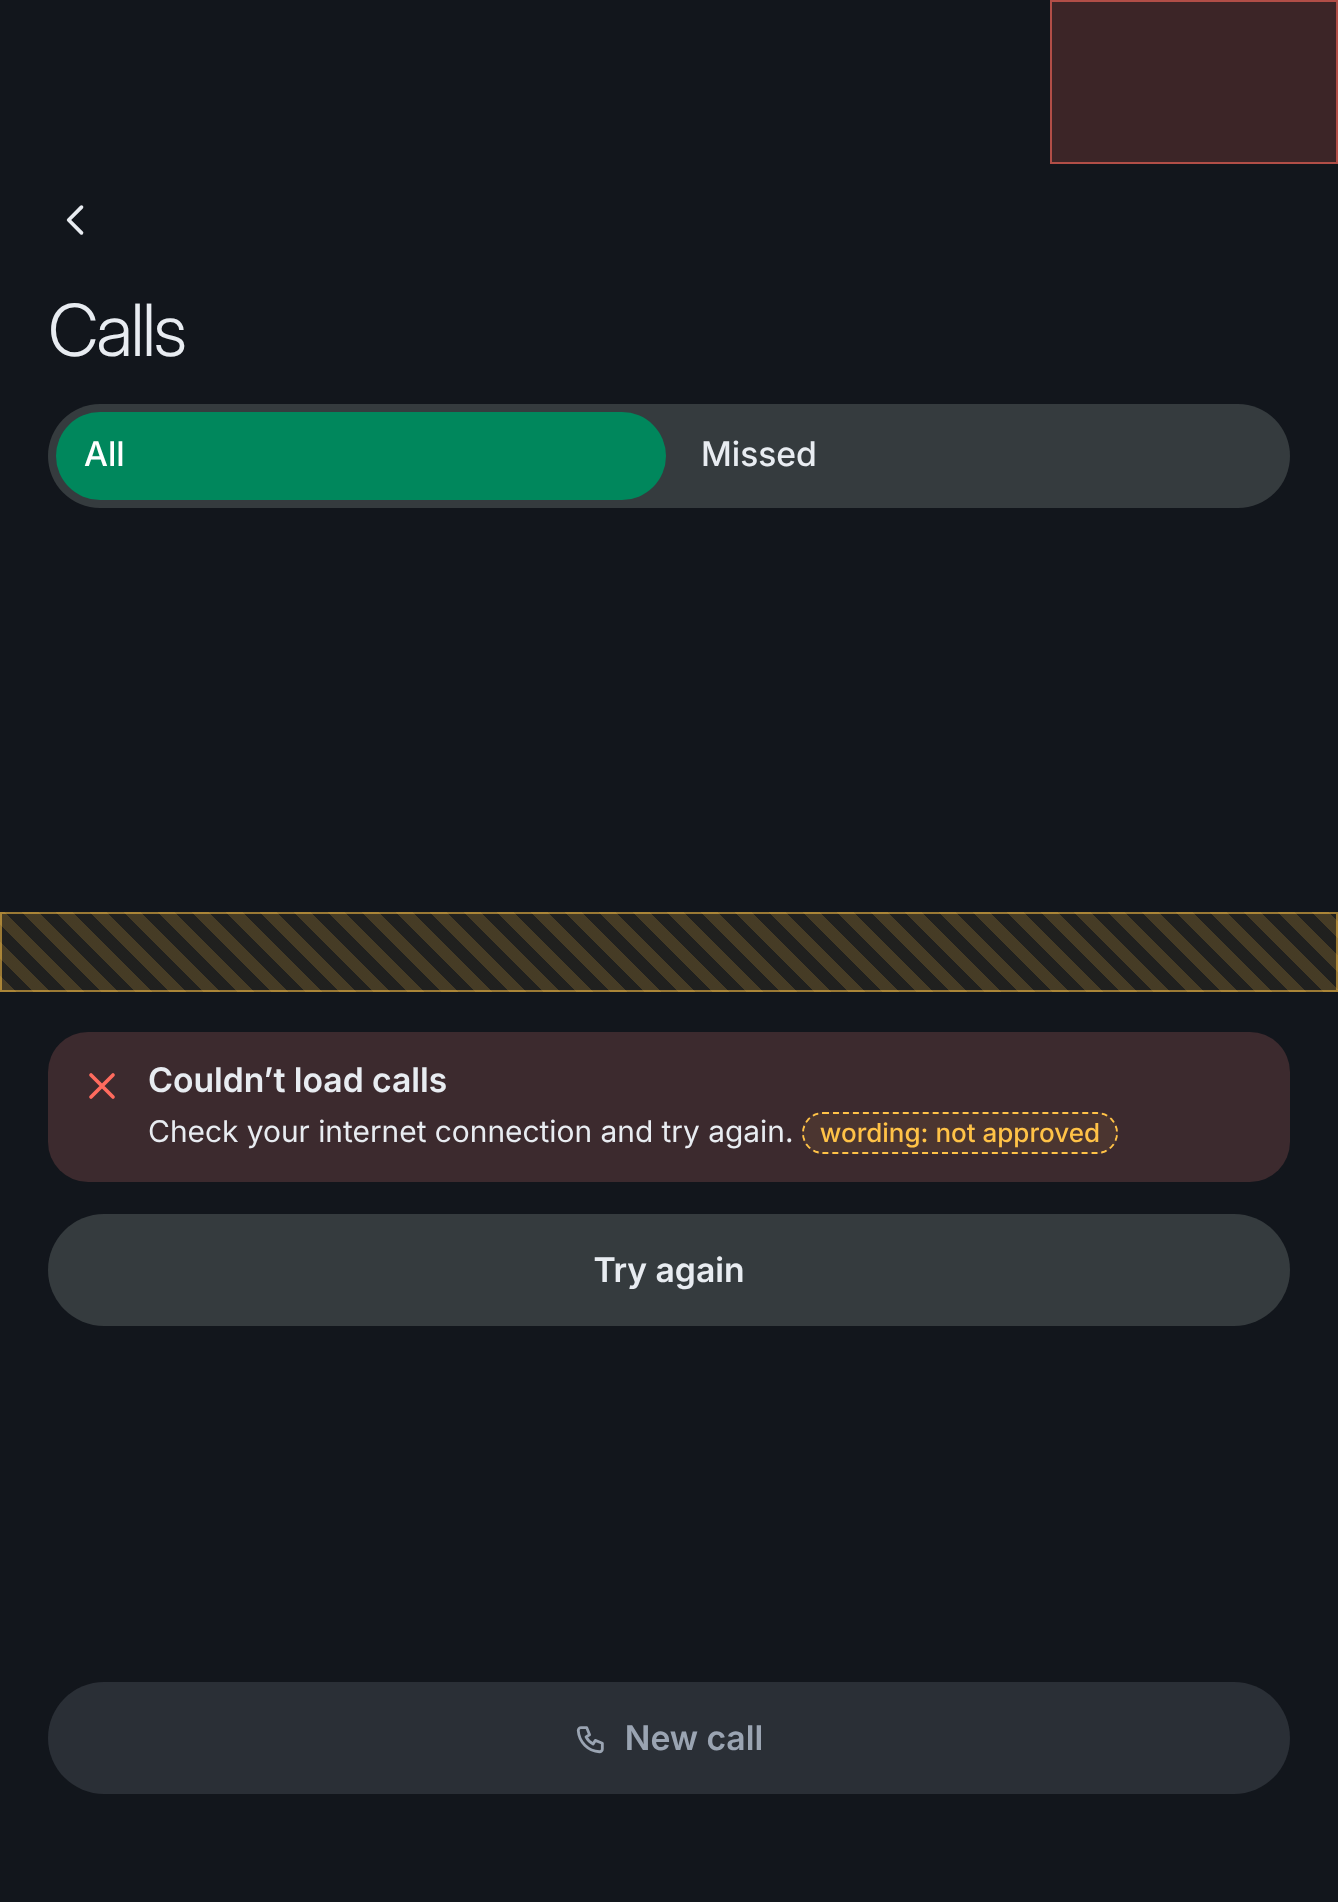 Calls
All Missed
Couldn’t load calls
Check your internet connection and try again. wording: not approved
Try again
New call